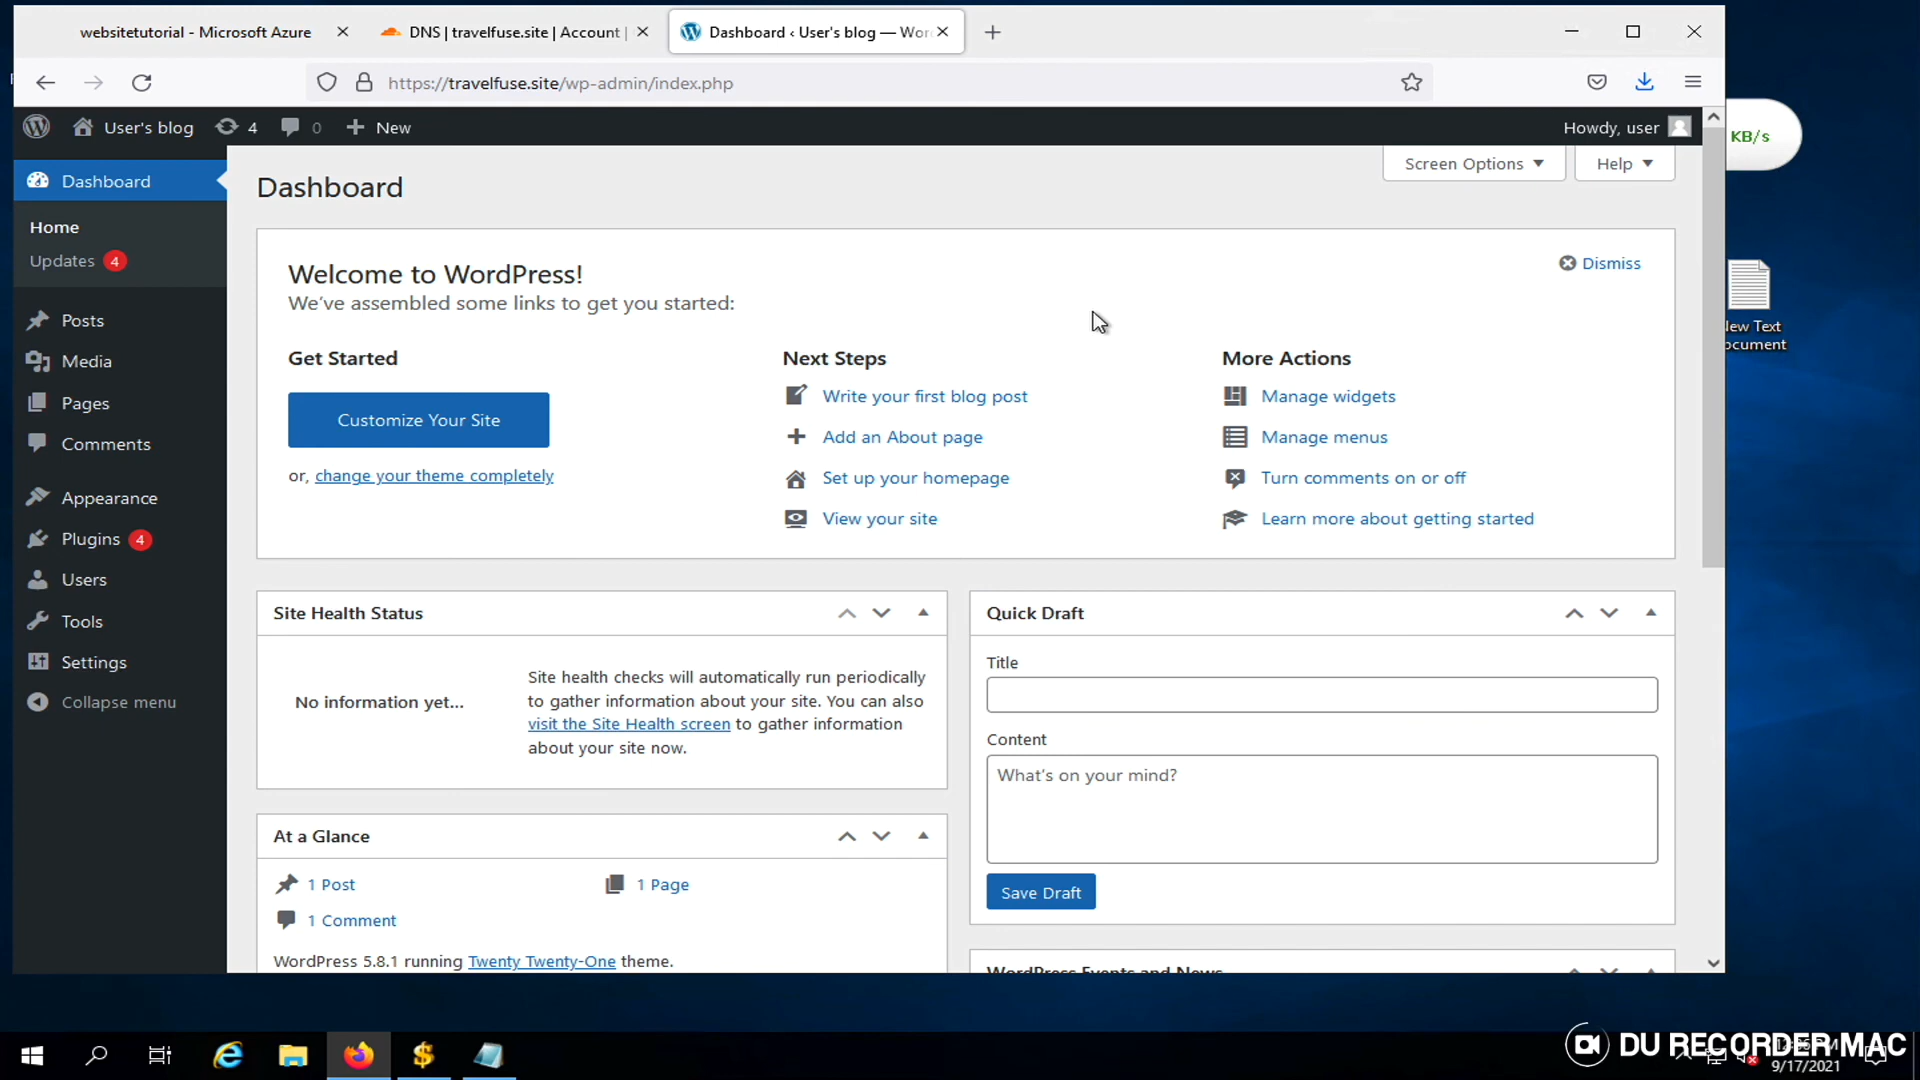 websitetutorial - Microsoft Azure
DNS | travelfuse.site | Account |
Dashboard ‹ User's blog — Wor
https://travelfuse.site/wp-admin/index.php
User's blog
4
0
New
Howdy, user
KB/s
Dashboard
Home
Updates 4
Posts
Media
Pages
Comments
Appearance
Plugins 4
Users
Tools
Settings
Collapse menu
Dashboard
Screen Options
Help
Welcome to WordPress!
We've assembled some links to get you started:
Dismiss
Get Started
Customize Your Site
or, change your theme completely
Next Steps
Write your first blog post
Add an About page
Set up your homepage
View your site
More Actions
Manage widgets
Manage menus
Turn comments on or off
Learn more about getting started
Site Health Status
No information yet...
Site health checks will automatically run periodically
to gather information about your site. You can also
visit the Site Health screen to gather information
about your site now.
At a Glance
1 Post
1 Page
1 Comment
WordPress 5.8.1 running Twenty Twenty-One theme.
Quick Draft
Title
Content
What's on your mind?
Save Draft
WordPress Events and News
New Text
Document
DU RECORDER MAC
9/17/2021